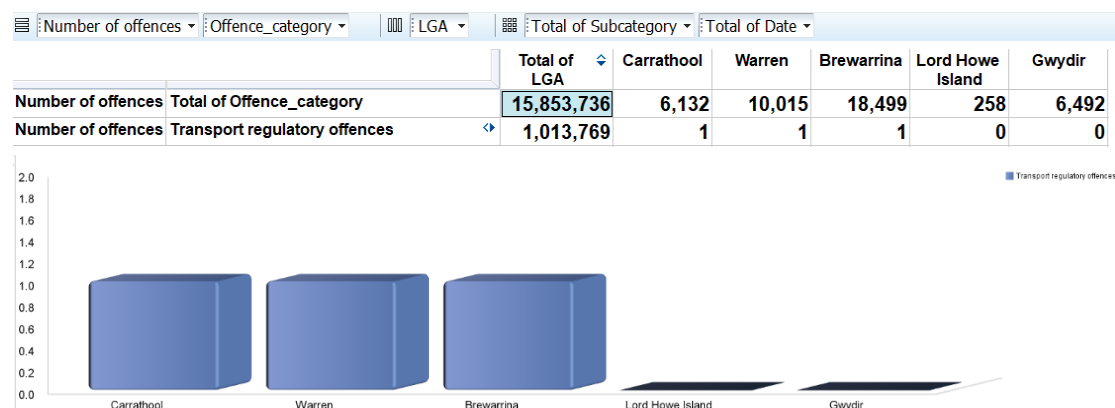 Number of offences Offence_category LGA Total of Subcategory Total of Date
Total of LGA Carrathool Warren Brewarrina Lord Howe Island Gwydir
Number of offences Total of Offence_category 15,853,736 6,132 10,015 18,499 258 6,492
Number of offences Transport regulatory offences 1,013,769 1 1 1 0 0
Transport regulatory offences
2.0
1.8
1.6
1.4
1.2
1.0
0.8
0.6
0.4
0.2
0.0
Carrathool Warren Brewarrina Lord Howe Island Gwydir